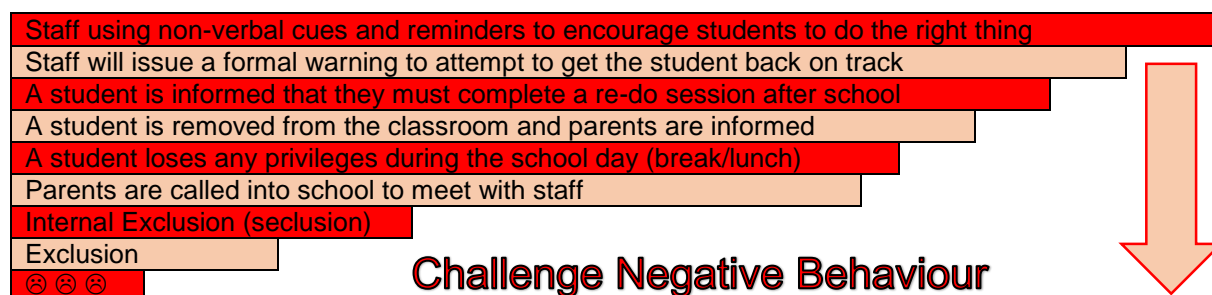 Staff using non-verbal cues and reminders to encourage students to do the right thing
Staff will issue a formal warning to attempt to get the student back on track
A student is informed that they must complete a re-do session after school
A student is removed from the classroom and parents are informed
A student loses any privileges during the school day (break/lunch)
Parents are called into school to meet with staff
Internal Exclusion (seclusion)
Exclusion
☹ ☹ ☹
Challenge Negative Behaviour